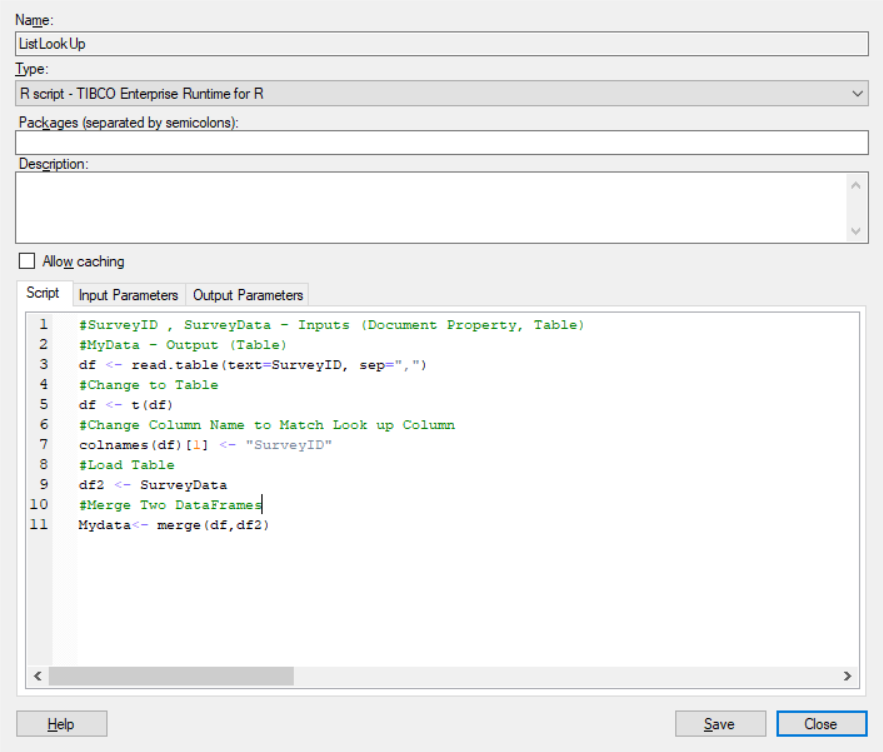 Name:
ListLookUp
Type:
R script - TIBCO Enterprise Runtime for R
Packages (separated by semicolons):
Description:
Allow caching
Script Input Parameters Output Parameters
1 #SurveyID , SurveyData - Inputs (Document Property, Table)
2 #MyData - Output (Table)
3 df <- read.table(text=SurveyID, sep=",")
4 #Change to Table
5 df <- t(df)
6 #Change Column Name to Match Look up Column
7 colnames(df)[1] <- "SurveyID"
8 #Load Table
9 df2 <- SurveyData
10 #Merge Two DataFrames
11 Mydata<- merge(df,df2)
Help Save Close